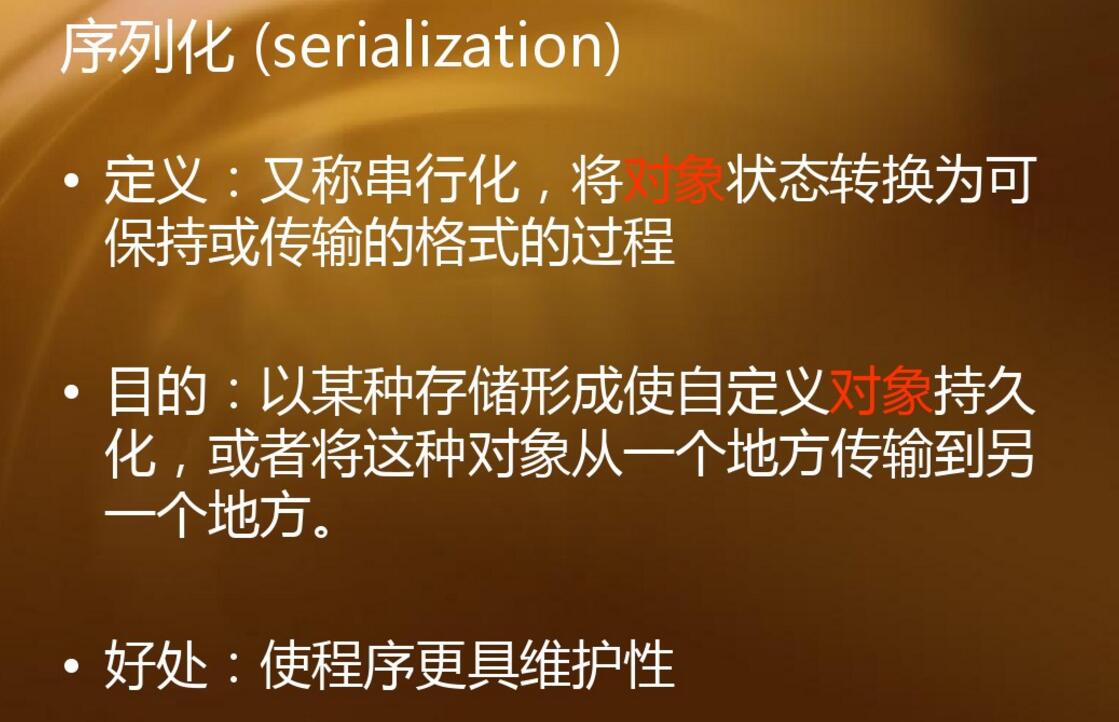 序列化 (serialization)
• 定义：又称串行化，将对象状态转换为可
保持或传输的格式的过程
• 目的：以某种存储形成使自定义对象持久
化，或者将这种对象从一个地方传输到另
一个地方。
• 好处：使程序更具维护性